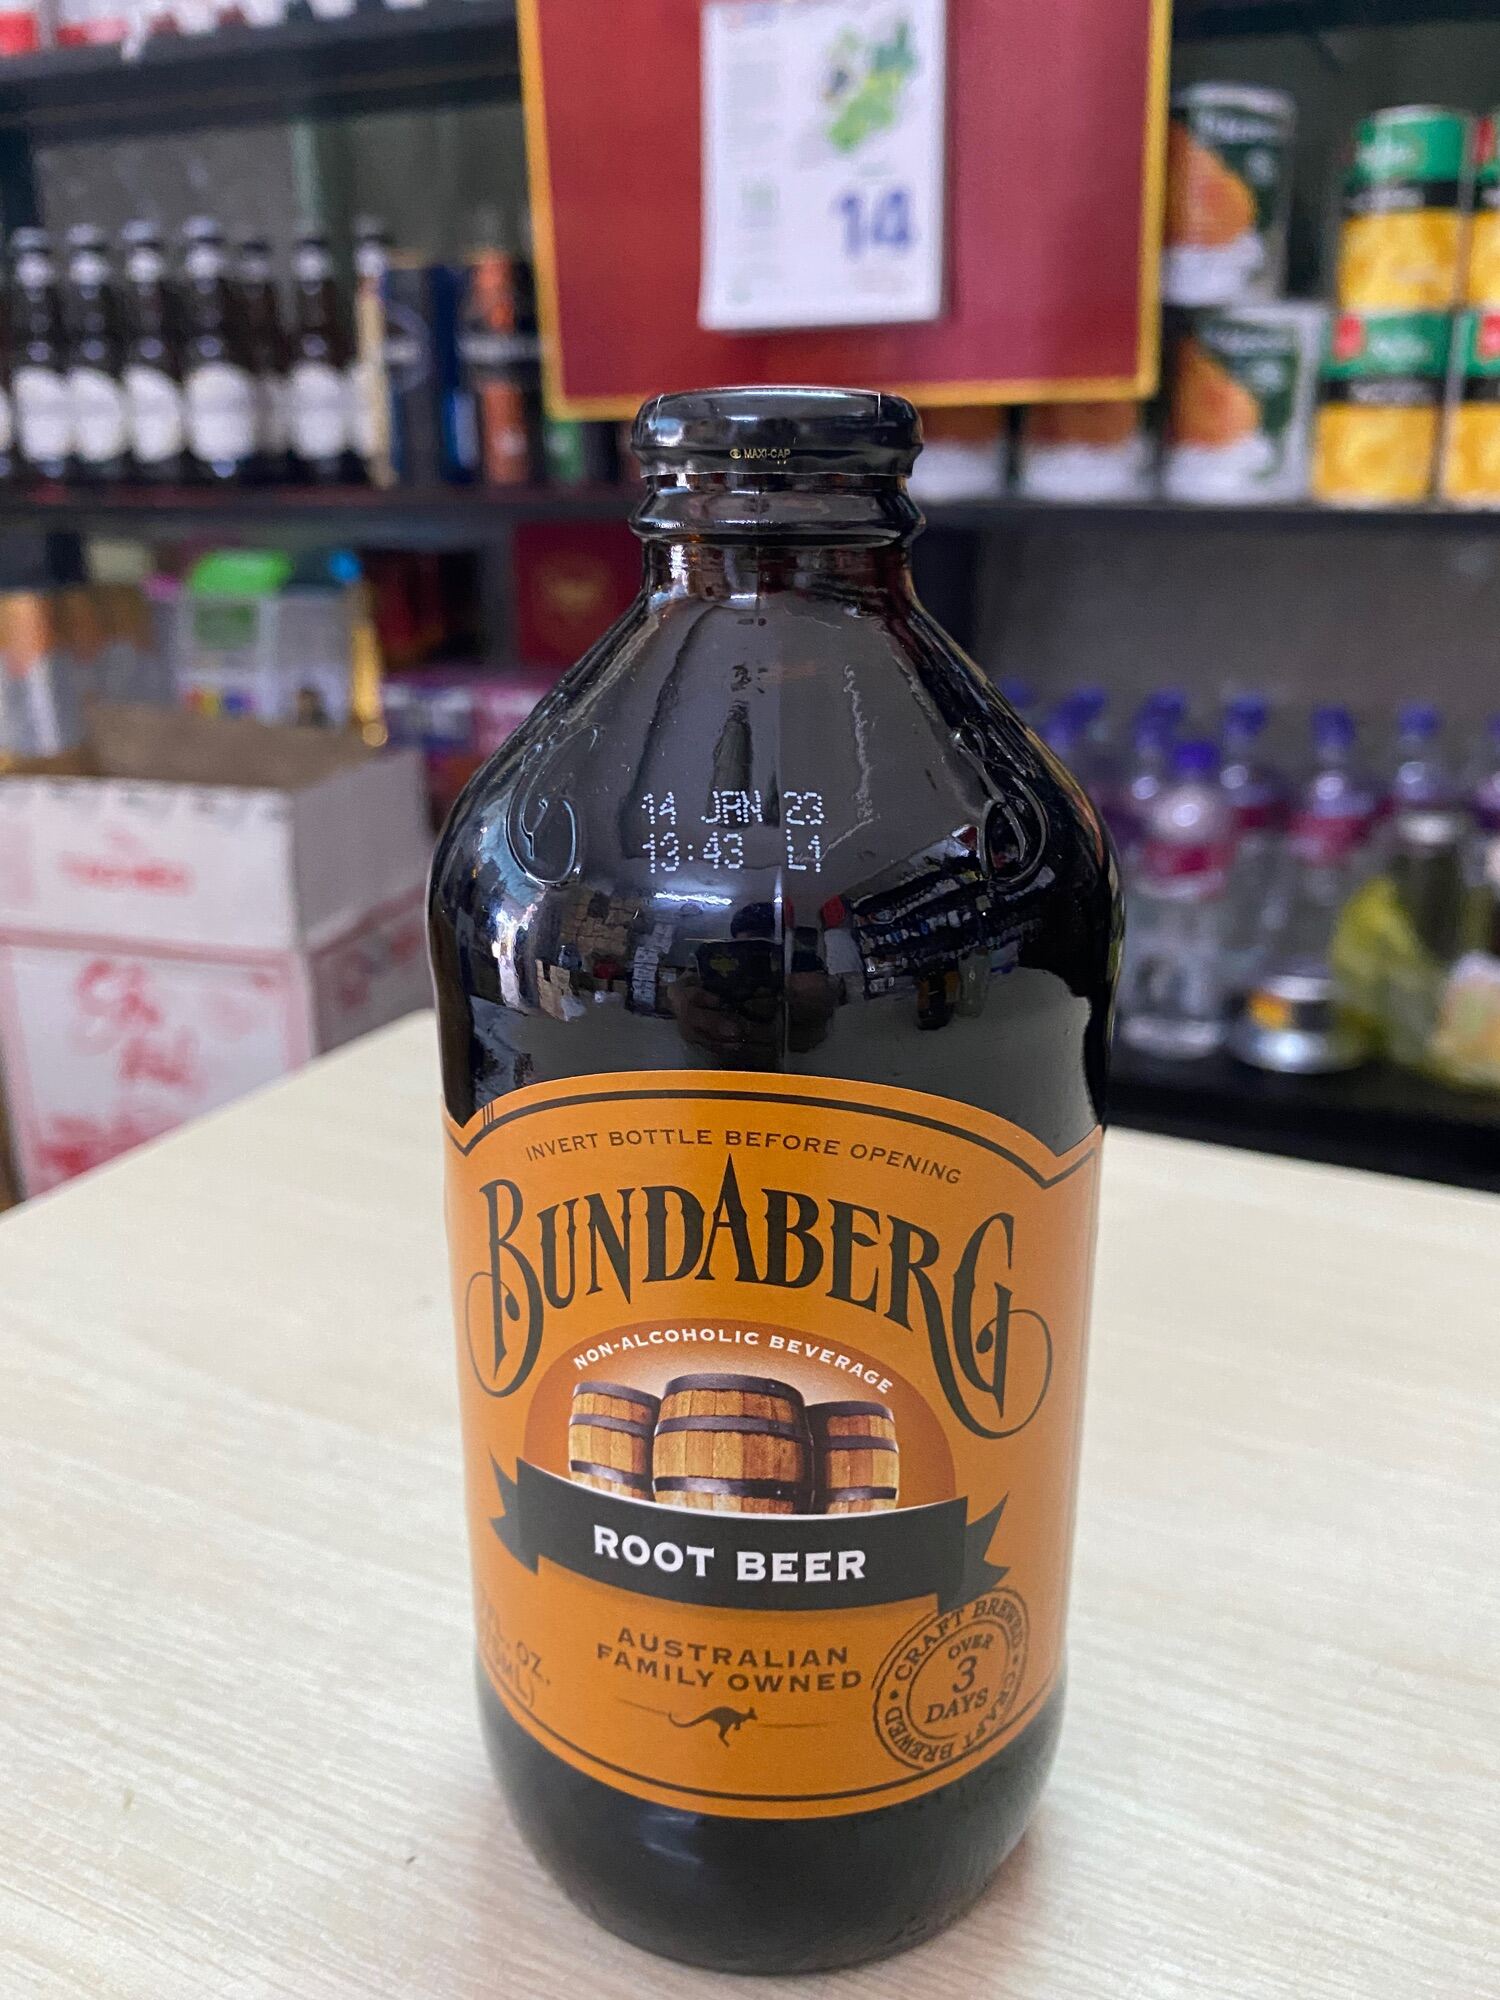 14
MAXI-CAP
14 JAN 23
13:43 L1
INVERT BOTTLE BEFORE OPENING
BUNDABERG
NON-ALCOHOLIC BEVERAGE
ROOT BEER
AUSTRALIAN
FAMILY OWNED
OZ.
CRAFT BREWED • CRAFT BREWED •
OVER
3
DAYS